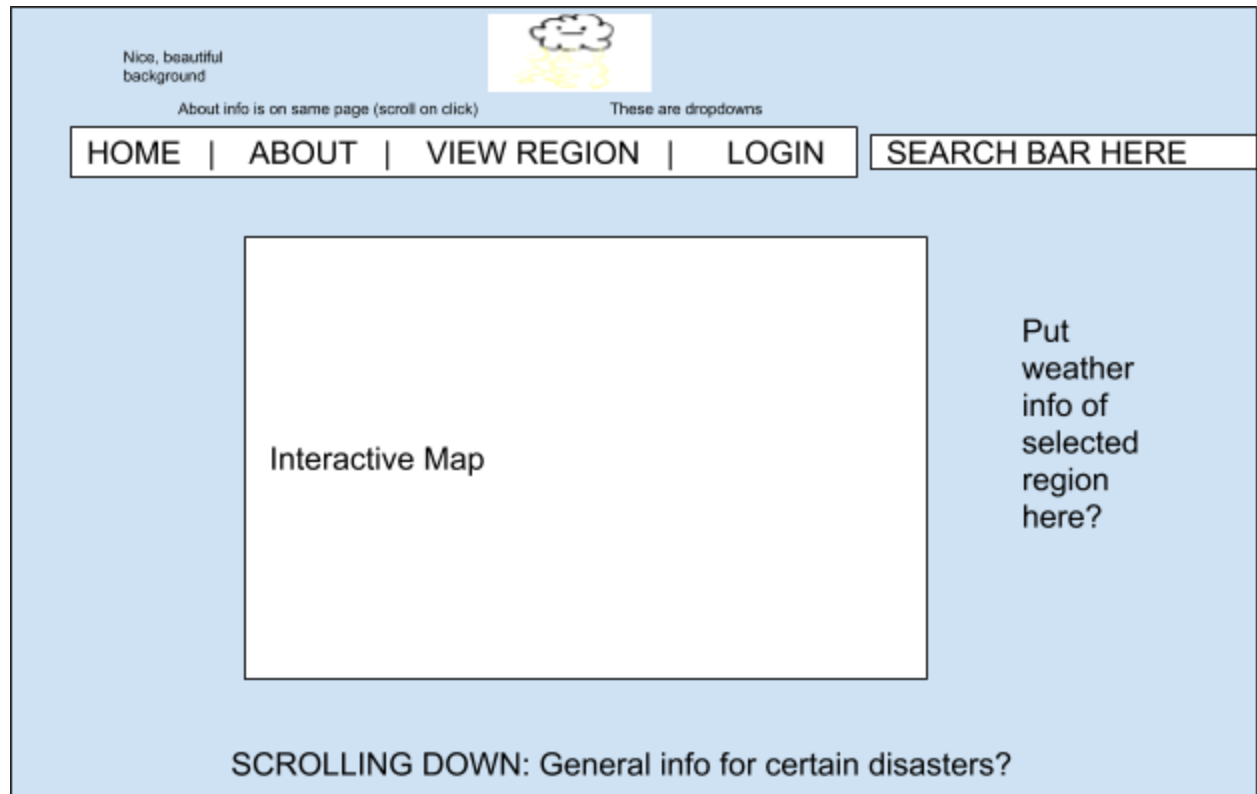 Nice, beautiful
background
About info is on same page (scroll on click)
These are dropdowns
HOME | ABOUT | VIEW REGION | LOGIN
SEARCH BAR HERE
Interactive Map
Put
weather
info of
selected
region
here?
SCROLLING DOWN: General info for certain disasters?